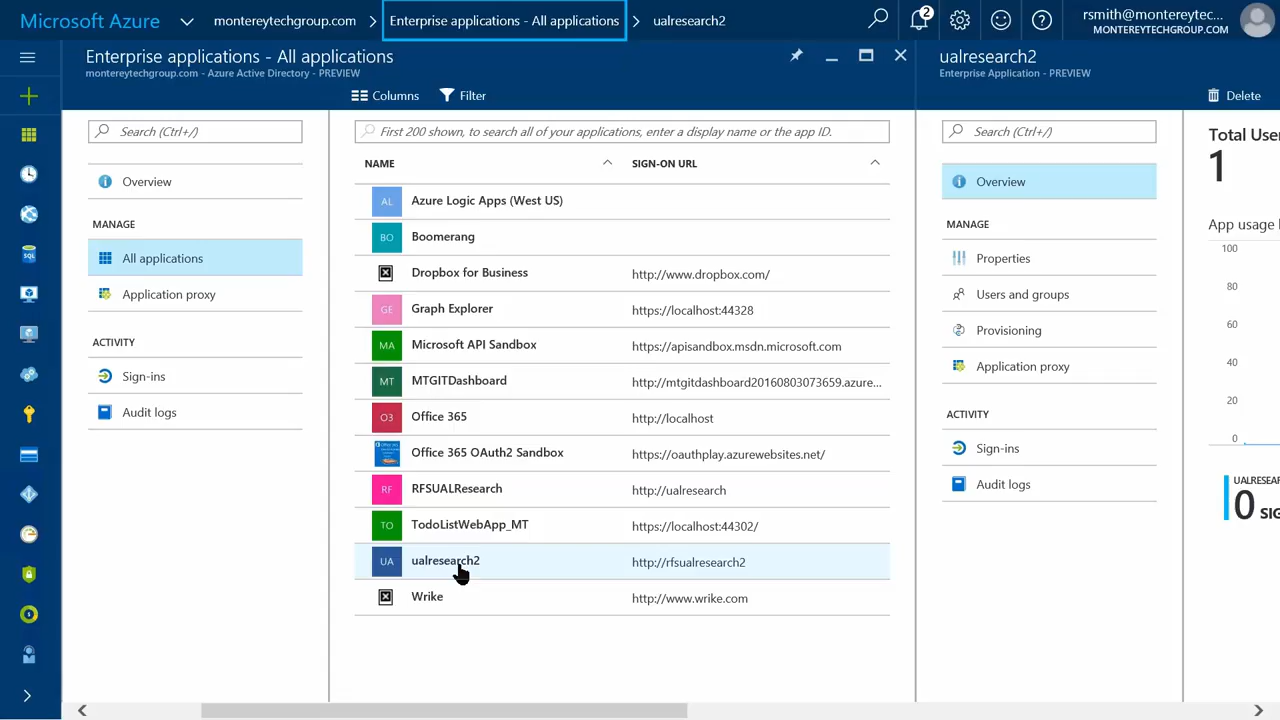 Microsoft Azure montereytechgroup.com Enterprise applications - All applications ualresearch2 2 rsmith@montereytec...
MONTEREYTECHGROUP.COM
Enterprise applications - All applications
montereytechgroup.com - Azure Active Directory - PREVIEW
Columns Filter
Search (Ctrl+/)
Overview
MANAGE
All applications
Application proxy
ACTIVITY
Sign-ins
Audit logs
First 200 shown, to search all of your applications, enter a display name or the app ID.
NAME SIGN-ON URL
AL Azure Logic Apps (West US)
BO Boomerang
Dropbox for Business http://www.dropbox.com/
GE Graph Explorer https://localhost:44328
MA Microsoft API Sandbox https://apisandbox.msdn.microsoft.com
MT MTGITDashboard http://mtgitdashboard20160803073659.azure...
O3 Office 365 http://localhost
Office 365 OAuth2 Sandbox https://oauthplay.azurewebsites.net/
RF RFSUALResearch http://ualresearch
TO TodoListWebApp_MT https://localhost:44302/
UA ualresearch2 http://rfsualresearch2
Wrike http://www.wrike.com
SQL
ualresearch2
Enterprise Application - PREVIEW
Delete
Search (Ctrl+/)
Overview
MANAGE
Properties
Users and groups
Provisioning
Application proxy
ACTIVITY
Sign-ins
Audit logs
Total User
1
App usage
100
80
60
40
20
0
UALRESEAR
0 SIG